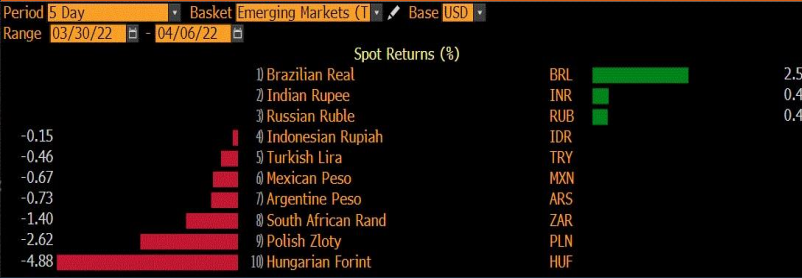 Period 5 Day Basket Emerging Markets (T Base USD
Range 03/30/22 - 04/06/22
Spot Returns (%)
1) Brazilian Real BRL 2.5
2) Indian Rupee INR 0.4
3) Russian Ruble RUB 0.4
-0.15 4) Indonesian Rupiah IDR
-0.46 5) Turkish Lira TRY
-0.67 6) Mexican Peso MXN
-0.73 7) Argentine Peso ARS
-1.40 8) South African Rand ZAR
-2.62 9) Polish Zloty PLN
-4.88 10) Hungarian Forint HUF